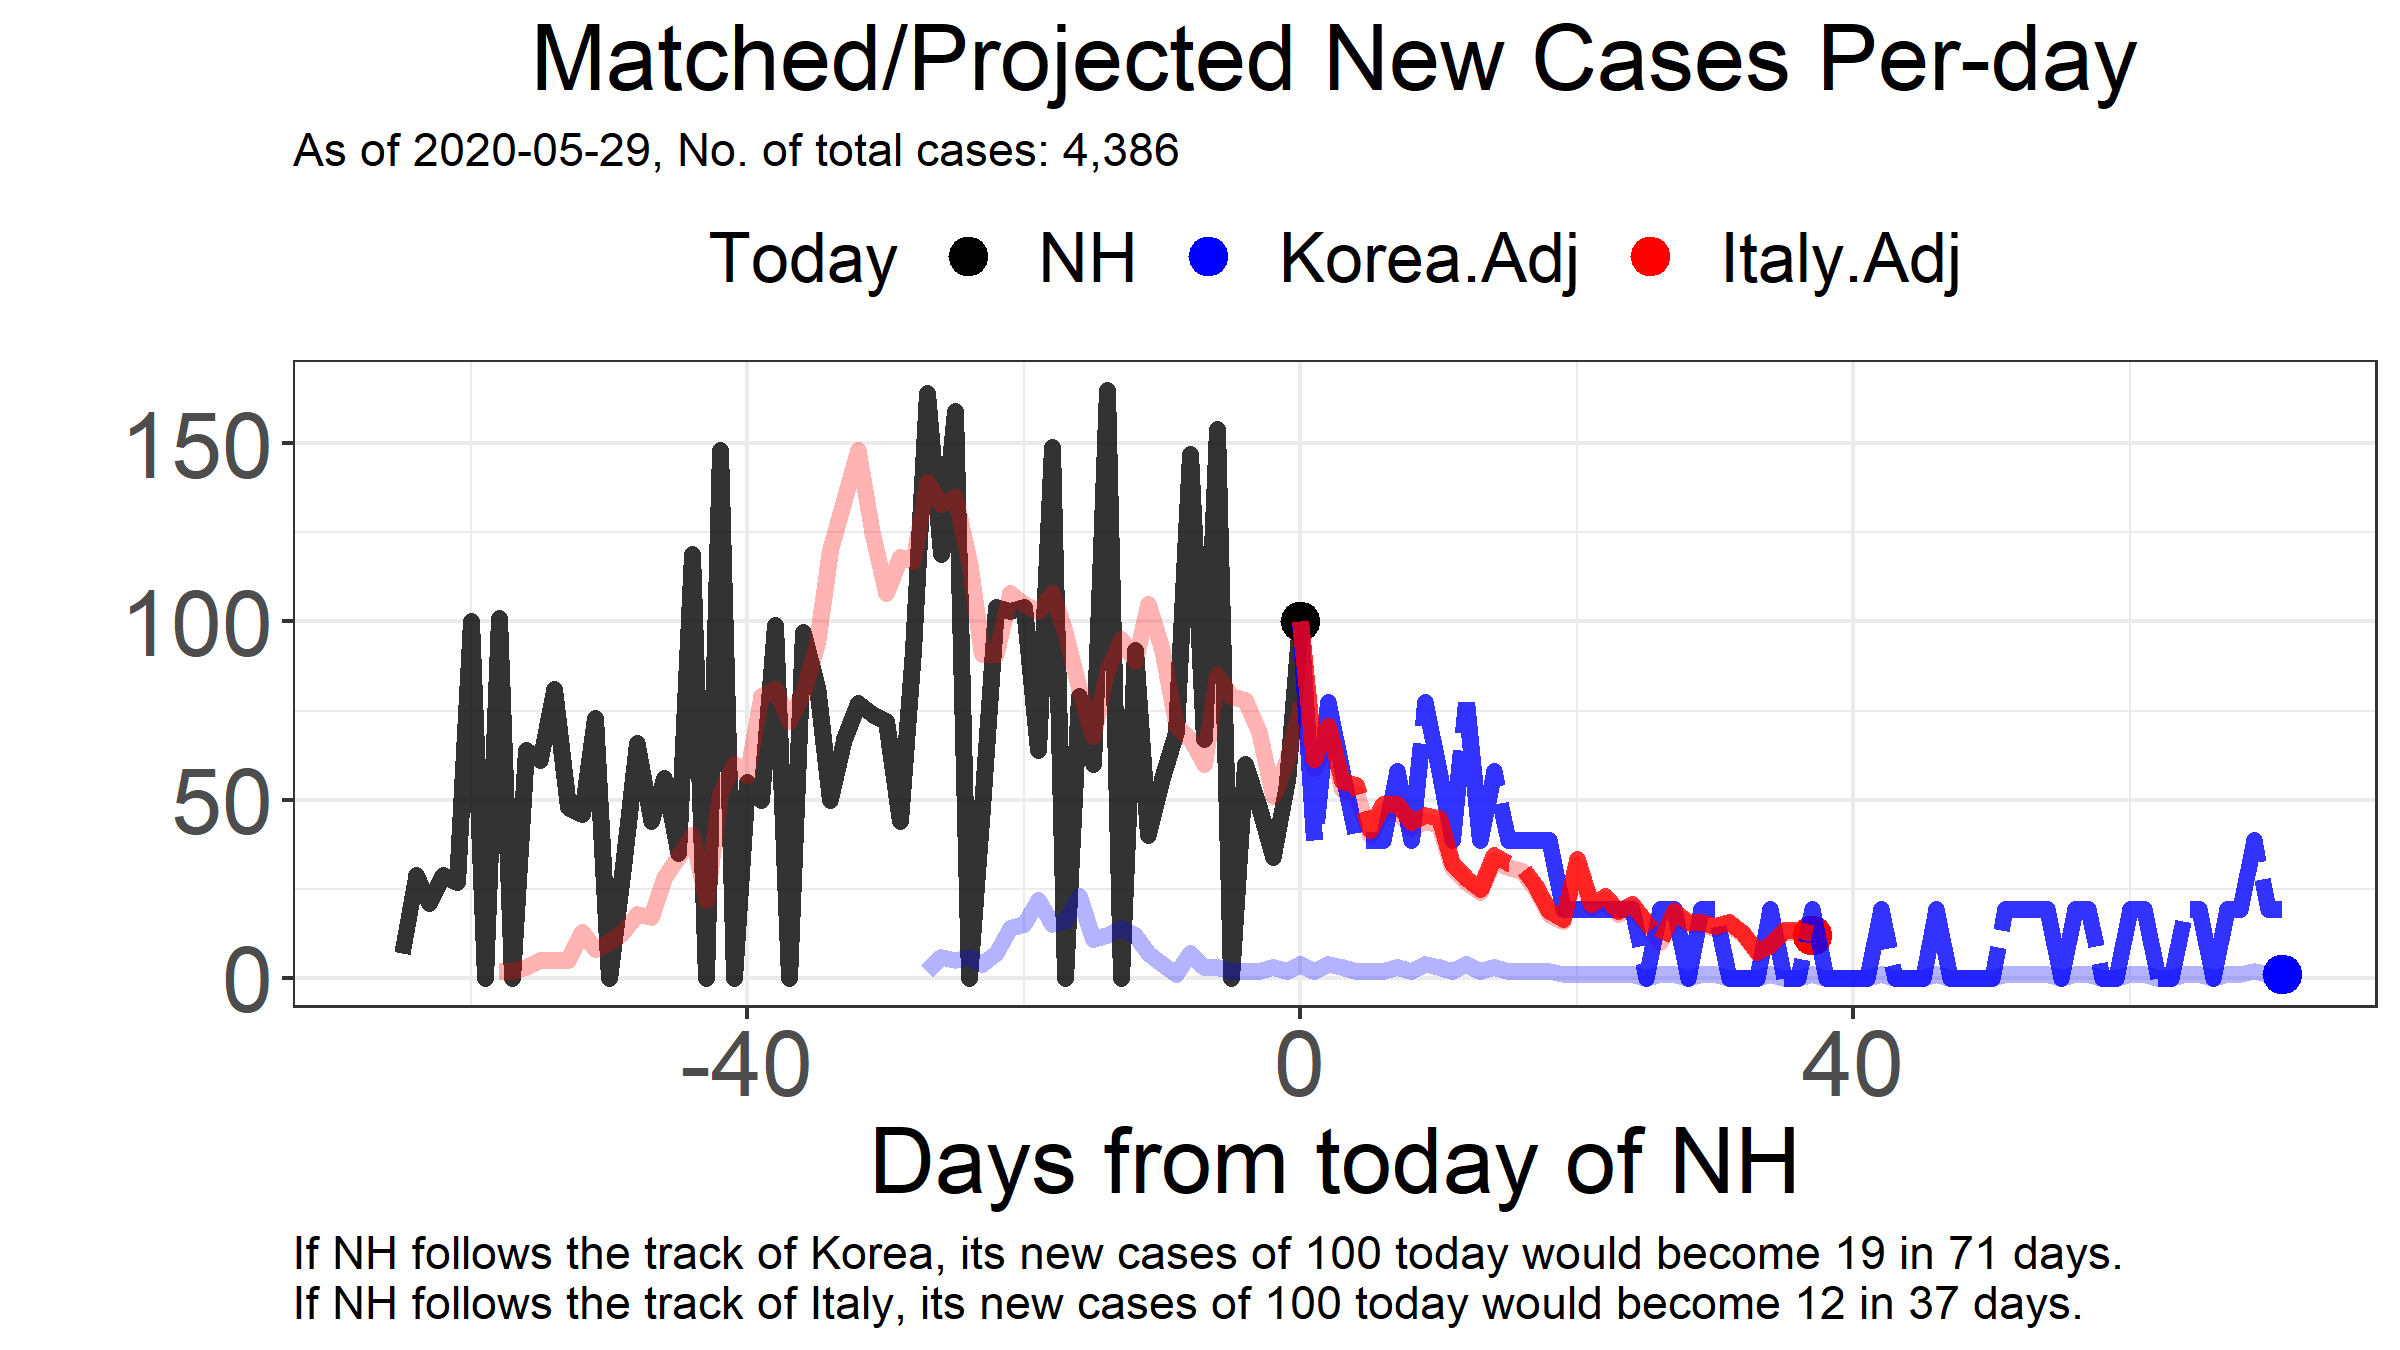 Matched/Projected New Cases Per-day
As of 2020-05-29, No. of total cases: 4,386
Today NH Korea.Adj Italy.Adj
150
100
50
0
-40 0 40
Days from today of NH
If NH follows the track of Korea, its new cases of 100 today would become 19 in 71 days.
If NH follows the track of Italy, its new cases of 100 today would become 12 in 37 days.